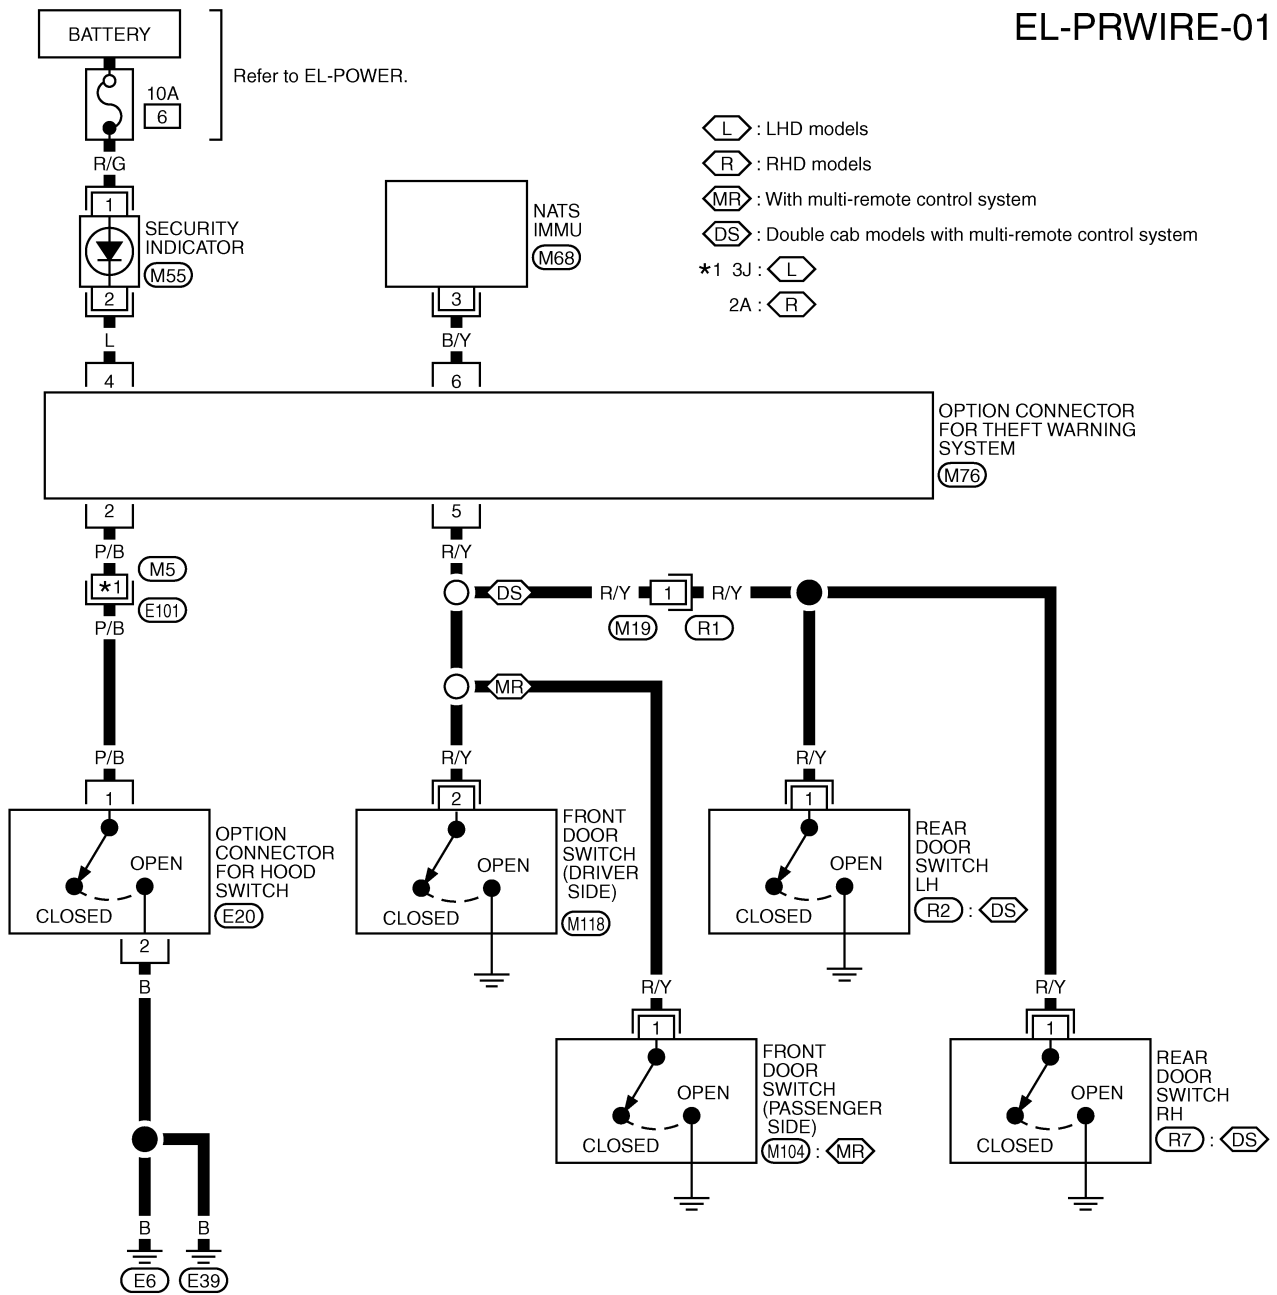 EL-PRWIRE-01
BATTERY
Refer to EL-POWER.
10A
6
R/G
1
SECURITY
INDICATOR
M55
2
L
4
NATS
IMMU
M68
3
B/Y
6
L : LHD models
R : RHD models
MR : With multi-remote control system
DS : Double cab models with multi-remote control system
*1 3J : L
2A : R
OPTION CONNECTOR
FOR THEFT WARNING
SYSTEM
M76
2
5
P/B
R/Y
M5
*1
E101
P/B
DS
R/Y
1
R/Y
M19
R1
MR
P/B
R/Y
R/Y
1
2
1
OPTION
CONNECTOR
FOR HOOD
SWITCH
E20
OPEN
CLOSED
FRONT
DOOR
SWITCH
(DRIVER
SIDE)
M118
OPEN
CLOSED
REAR
DOOR
SWITCH
LH
R2 : DS
OPEN
CLOSED
2
B
R/Y
R/Y
1
1
FRONT
DOOR
SWITCH
(PASSENGER
SIDE)
M104 : MR
OPEN
CLOSED
REAR
DOOR
SWITCH
RH
R7 : DS
OPEN
CLOSED
B
B
E6
E39